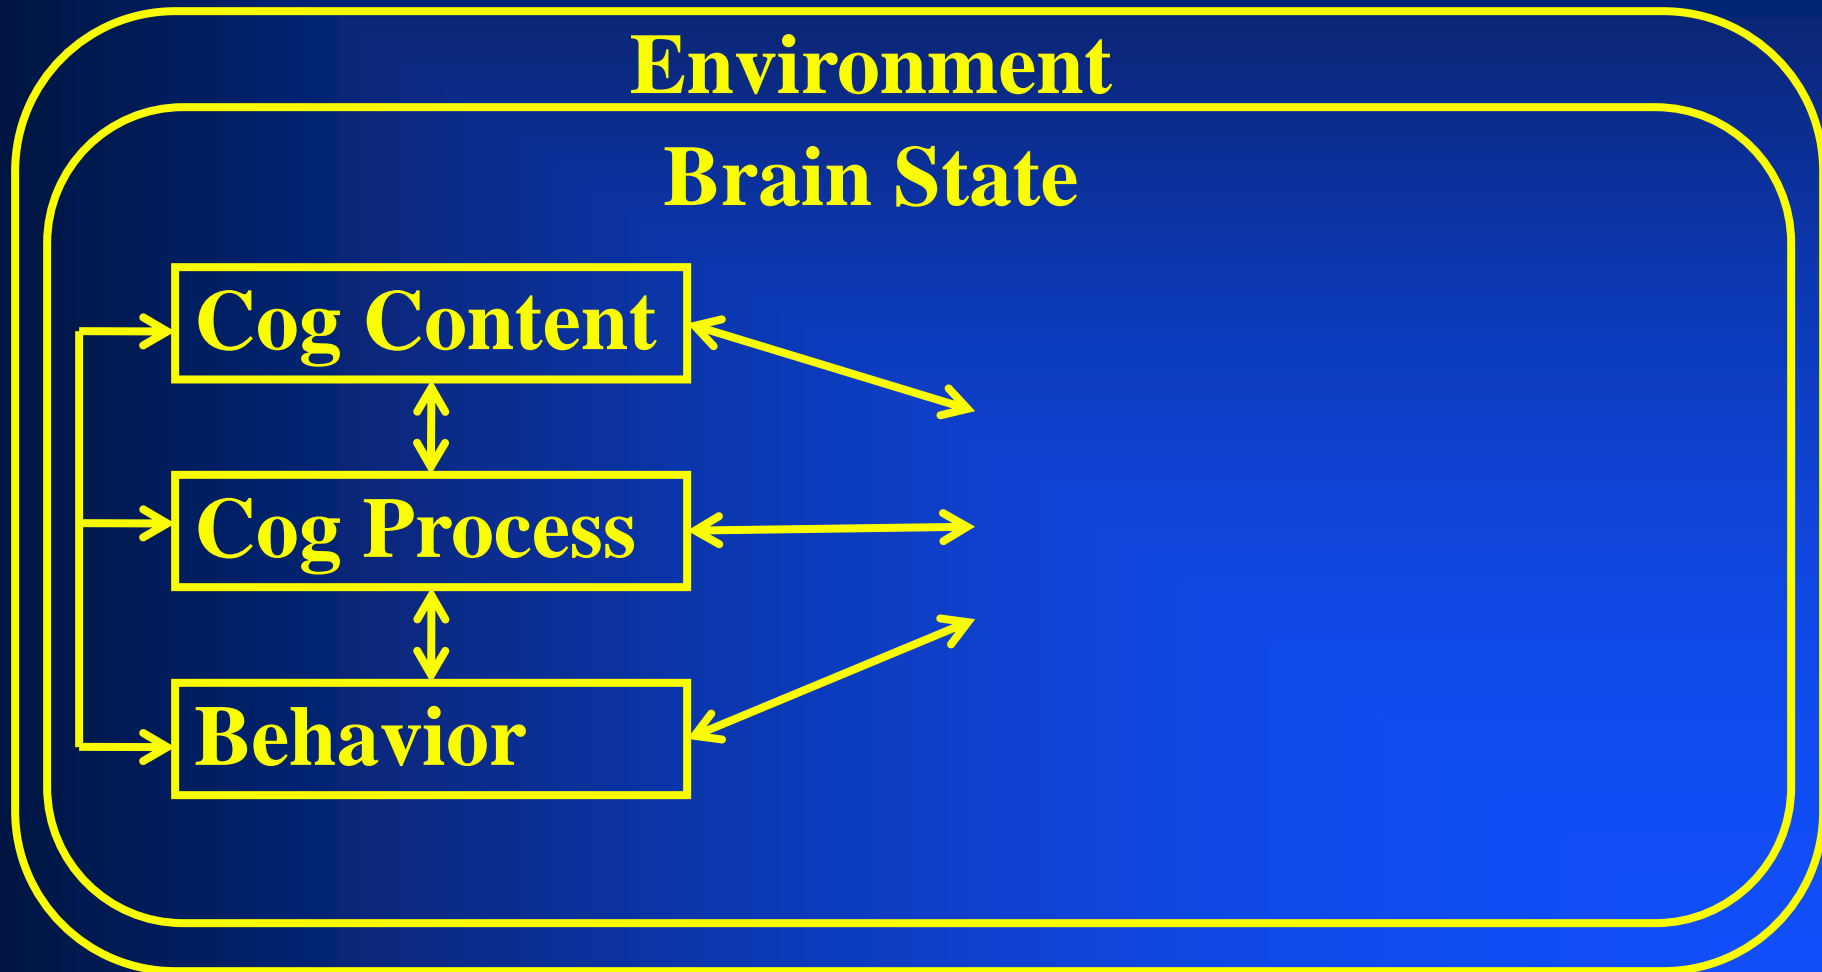 Environment
Brain State
Cog Content
Cog Process
Behavior